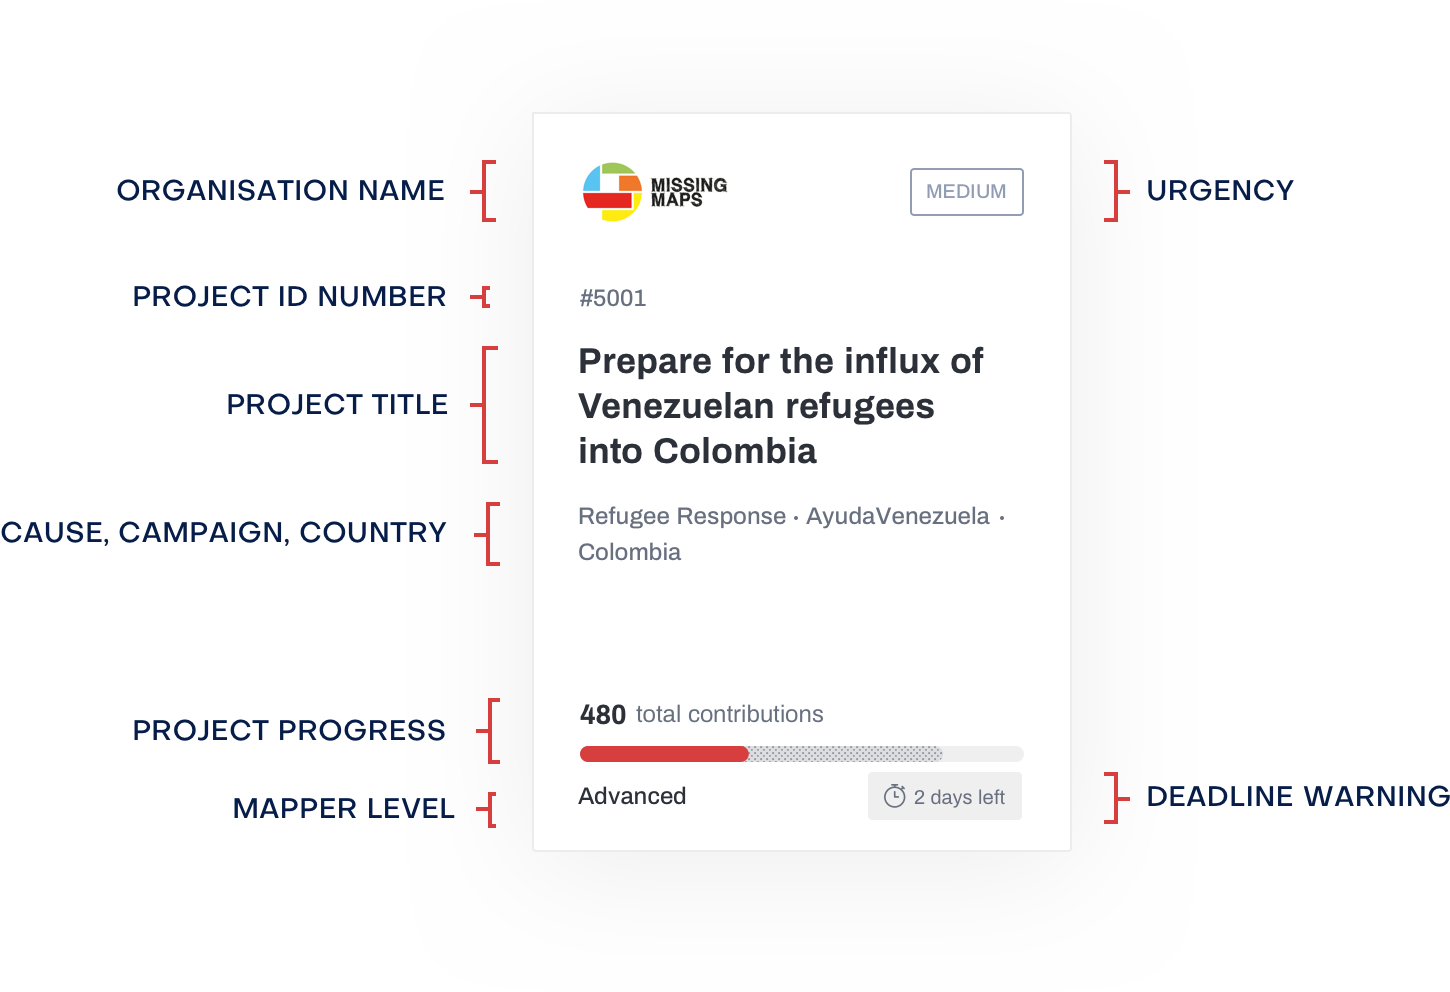 ORGANISATION NAME
MISSING
MAPS
MEDIUM
URGENCY
PROJECT ID NUMBER
#5001
PROJECT TITLE
Prepare for the influx of
Venezuelan refugees
into Colombia
CAUSE, CAMPAIGN, COUNTRY
Refugee Response · AyudaVenezuela ·
Colombia
PROJECT PROGRESS
480 total contributions
MAPPER LEVEL
Advanced
2 days left
DEADLINE WARNING